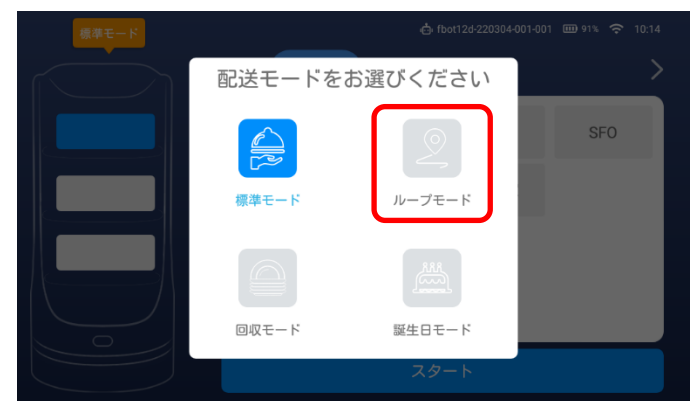 標準モード
fbot12d-220304-001-001 91% 10:14
配送モードをお選びください
SFO
標準モード
ループモード
回収モード
誕生日モード
スタート